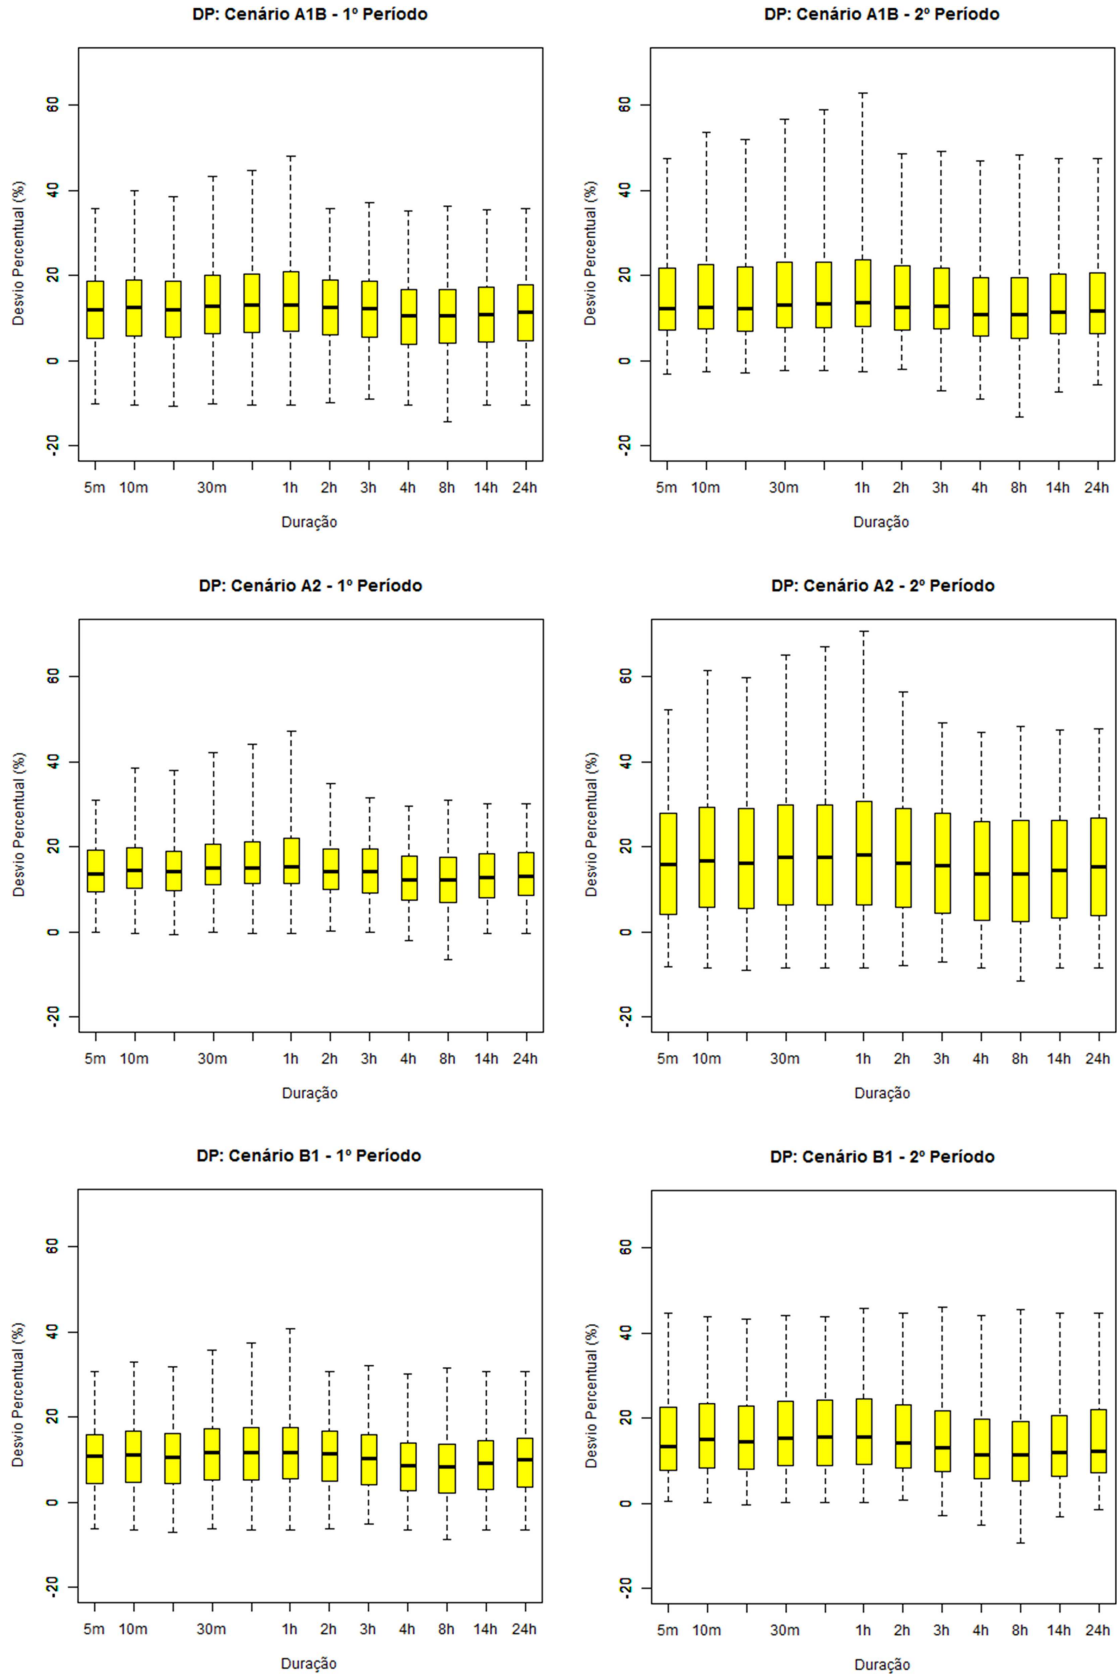 DP: Cenário A1B - 1º Período
Desvio Percentual (%)
60
40
20
0
-20
5m 10m 30m 1h 2h 3h 4h 8h 14h 24h
Duração
DP: Cenário A1B - 2º Período
Desvio Percentual (%)
60
40
20
0
-20
5m 10m 30m 1h 2h 3h 4h 8h 14h 24h
Duração
DP: Cenário A2 - 1º Período
Desvio Percentual (%)
60
40
20
0
-20
5m 10m 30m 1h 2h 3h 4h 8h 14h 24h
Duração
DP: Cenário A2 - 2º Período
Desvio Percentual (%)
60
40
20
0
-20
5m 10m 30m 1h 2h 3h 4h 8h 14h 24h
Duração
DP: Cenário B1 - 1º Período
Desvio Percentual (%)
60
40
20
0
-20
5m 10m 30m 1h 2h 3h 4h 8h 14h 24h
Duração
DP: Cenário B1 - 2º Período
Desvio Percentual (%)
60
40
20
0
-20
5m 10m 30m 1h 2h 3h 4h 8h 14h 24h
Duração